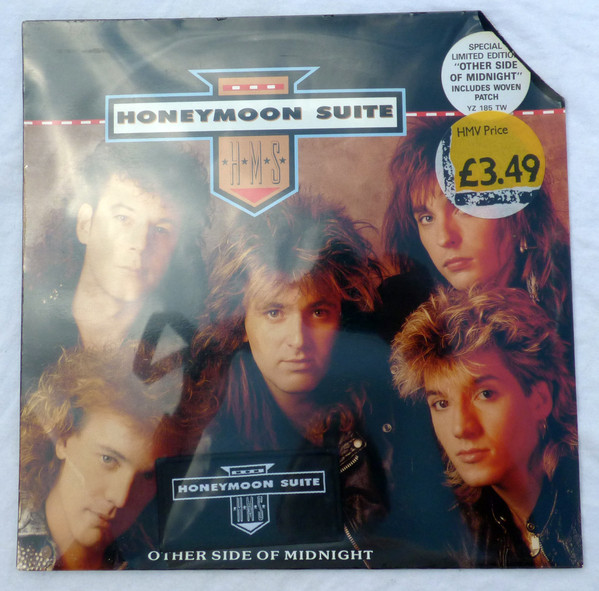 SPECIAL
LIMITED EDITION
"OTHER SIDE
OF MIDNIGHT"
INCLUDES WOVEN
PATCH
YZ 185 TW
HMV Price
£3.49
HONEYMOON SUITE
H★M★S
HONEYMOON SUITE
HMS
OTHER SIDE OF MIDNIGHT